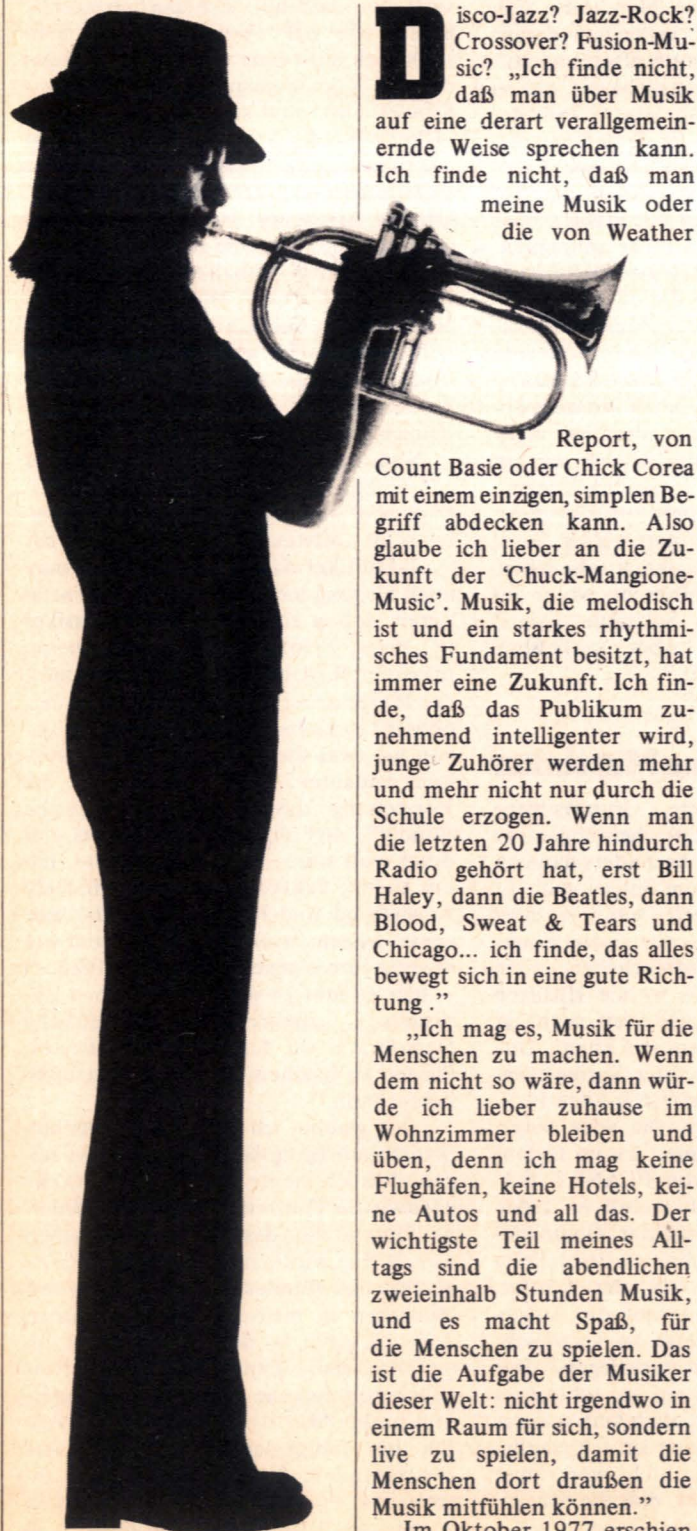 Disco-Jazz? Jazz-Rock?
Crossover? Fusion-Mu-
sic? „Ich finde nicht,
daß man über Musik
auf eine derart verallgemein-
ernde Weise sprechen kann.
Ich finde nicht, daß man
meine Musik oder
die von Weather
Report, von
Count Basie oder Chick Corea
mit einem einzigen, simplen Be-
griff abdecken kann. Also
glaube ich lieber an die Zu-
kunft der ‘Chuck-Mangione-
Music’. Musik, die melodisch
ist und ein starkes rhythmi-
sches Fundament besitzt, hat
immer eine Zukunft. Ich fin-
de, daß das Publikum zu-
nehmend intelligenter wird,
junge Zuhörer werden mehr
und mehr nicht nur durch die
Schule erzogen. Wenn man
die letzten 20 Jahre hindurch
Radio gehört hat, erst Bill
Haley, dann die Beatles, dann
Blood, Sweat & Tears und
Chicago... ich finde, das alles
bewegt sich in eine gute Rich-
tung .”
„Ich mag es, Musik für die
Menschen zu machen. Wenn
dem nicht so wäre, dann wür-
de ich lieber zuhause im
Wohnzimmer bleiben und
üben, denn ich mag keine
Flughäfen, keine Hotels, kei-
ne Autos und all das. Der
wichtigste Teil meines All-
tags sind die abendlichen
zweieinhalb Stunden Musik,
und es macht Spaß, für
die Menschen zu spielen. Das
ist die Aufgabe der Musiker
dieser Welt: nicht irgendwo in
einem Raum für sich, sondern
live zu spielen, damit die
Menschen dort draußen die
Musik mitfühlen können.”
Im Oktober 1977 erschien